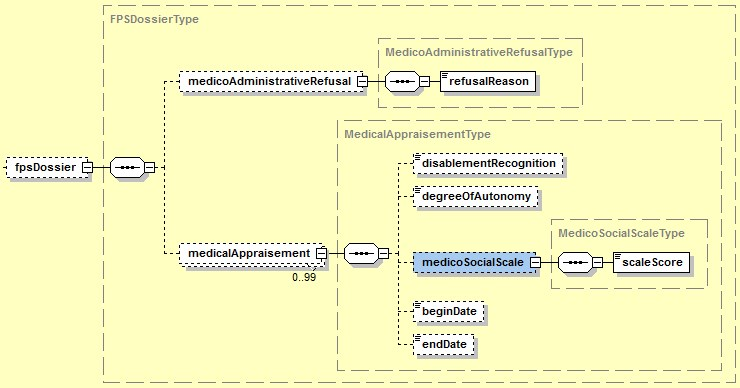 FPSDossierType
MedicoAdministrativeRefusalType
medicoAdministrativeRefusal
refusalReason
MedicalAppraisementType
disablementRecognition
fpsDossier
degreeOfAutonomy
MedicoSocialScaleType
medicalAppraisement
medicoSocialScale
scaleScore
0..99
beginDate
endDate